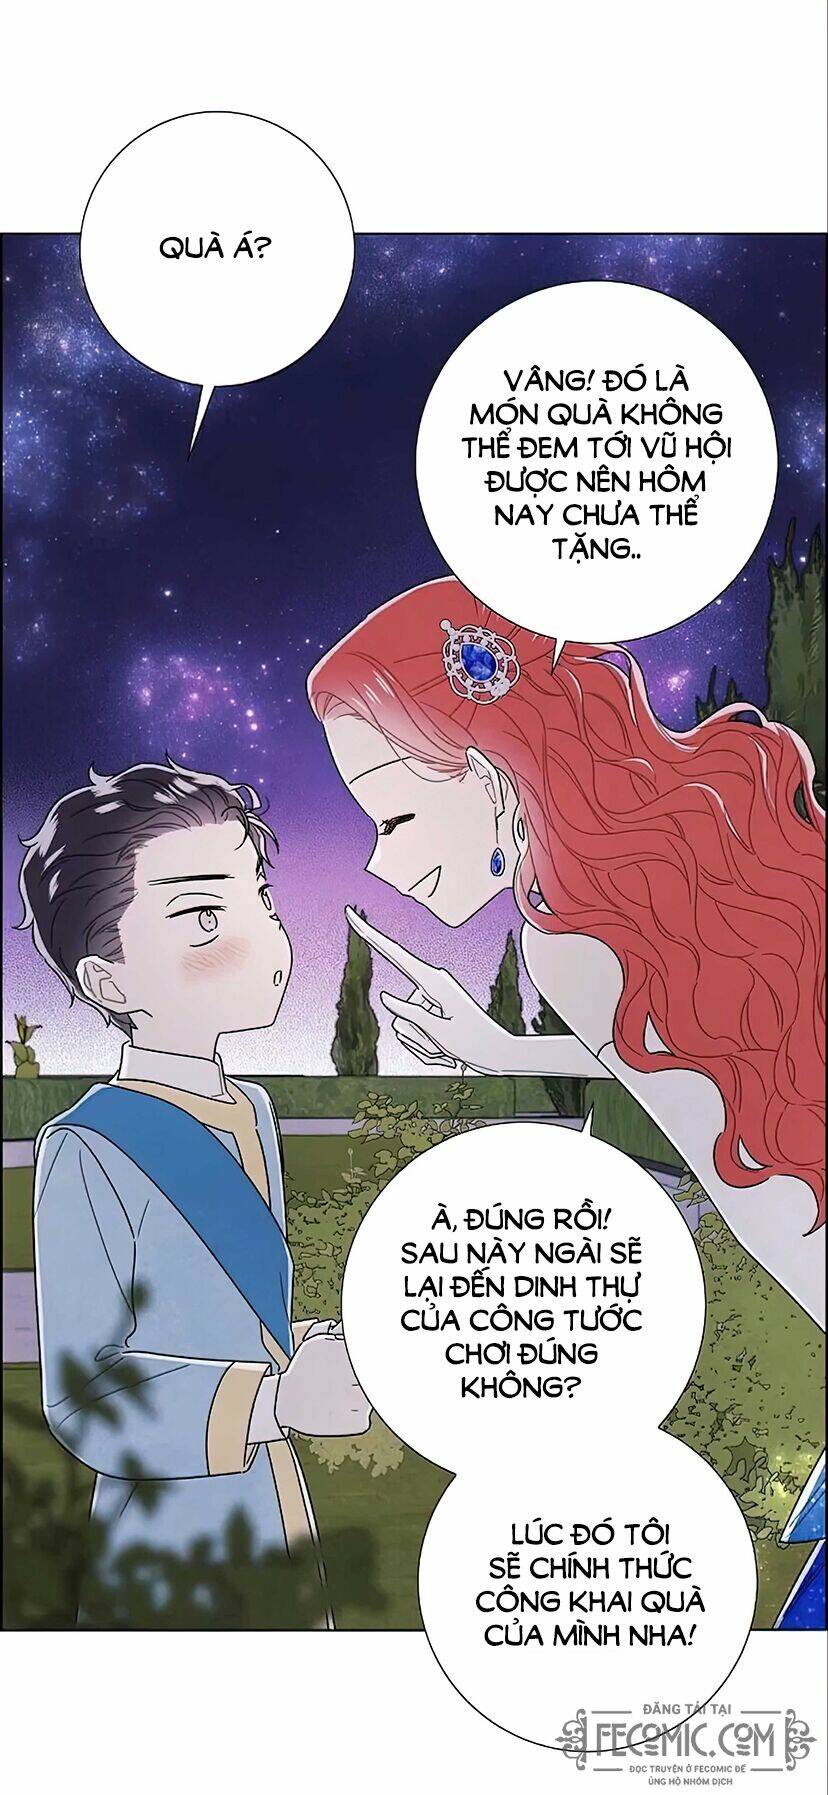 QUÀ Á?
VÂNG! ĐÓ LÀ
MÓN QUÀ KHÔNG
THỂ ĐEM TỚI VŨ HỘI
ĐƯỢC NÊN HÔM
NAY CHƯA THỂ
TẶNG..
À, ĐÚNG RỒI!
SAU NÀY NGÀI SẼ
LẠI ĐẾN DINH THỰ
CỦA CÔNG TƯỚC
CHƠI ĐÚNG
KHÔNG?
LÚC ĐÓ TÔI
SẼ CHÍNH THỨC
CÔNG KHAI QUÀ
CỦA MÌNH NHA!
ĐĂNG TẢI TẠI
FECOMIC.COM
ĐỌC TRUYỆN Ở FECOMIC ĐỂ
ỦNG HỘ NHÓM DỊCH